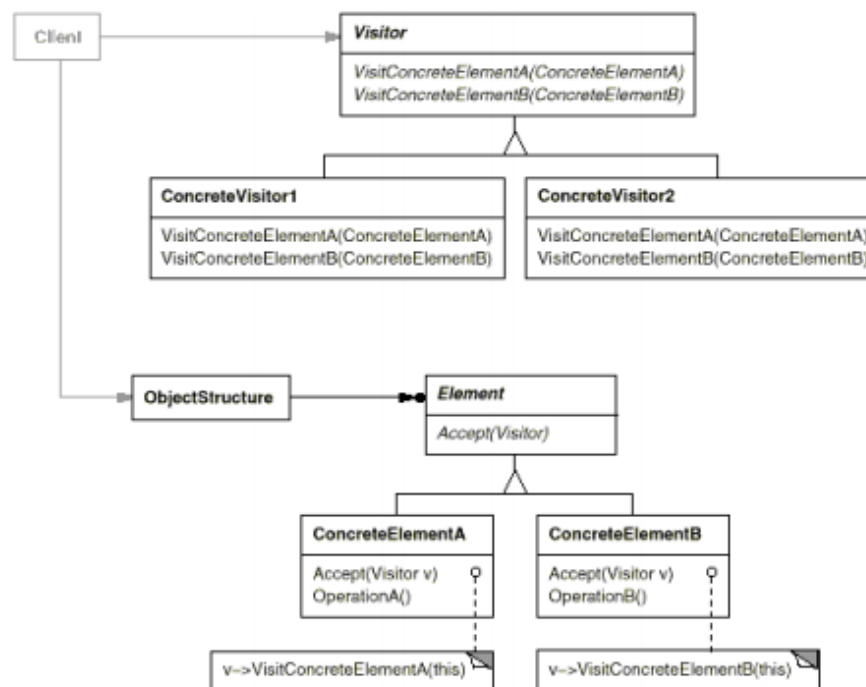 Client
Visitor
VisitConcreteElementA(ConcreteElementA)
VisitConcreteElementB(ConcreteElementB)
ConcreteVisitor1
VisitConcreteElementA(ConcreteElementA)
VisitConcreteElementB(ConcreteElementB)
ConcreteVisitor2
VisitConcreteElementA(ConcreteElementA)
VisitConcreteElementB(ConcreteElementB)
ObjectStructure
Element
Accept(Visitor)
ConcreteElementA
Accept(Visitor v)
OperationA()
ConcreteElementB
Accept(Visitor v)
OperationB()
v->VisitConcreteElementA(this)
v->VisitConcreteElementB(this)